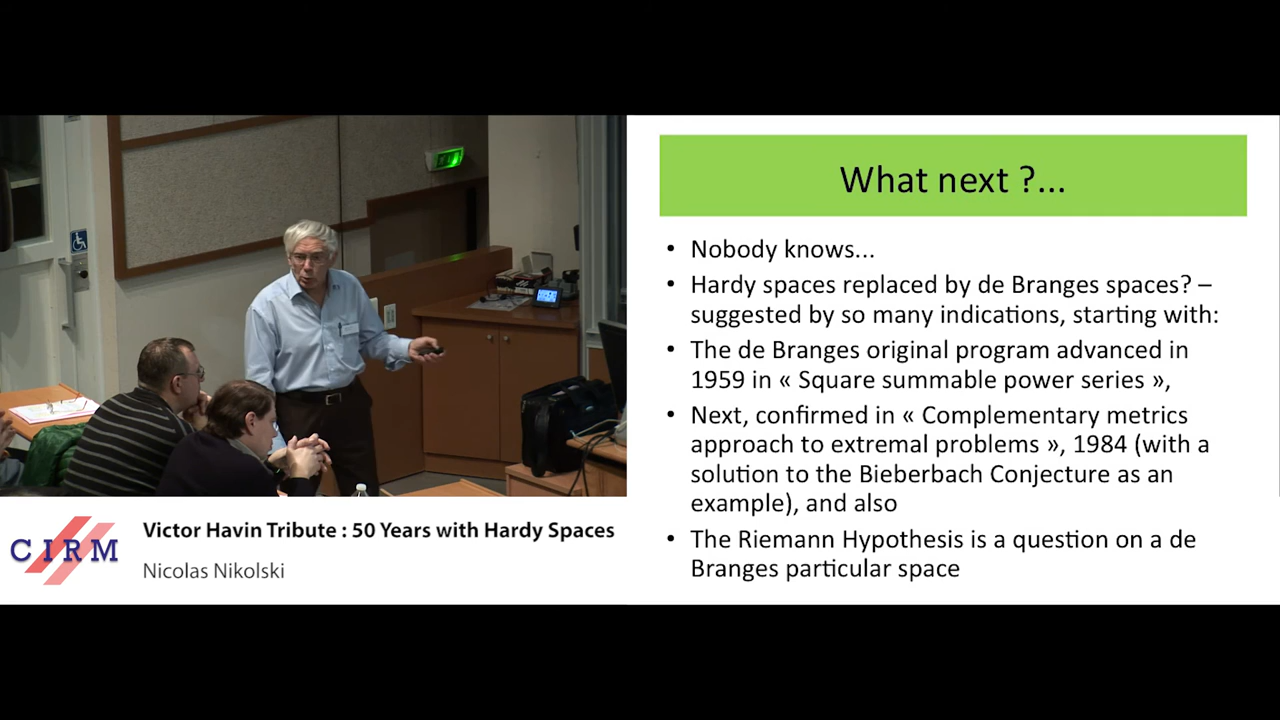 What next ?...
• Nobody knows...
• Hardy spaces replaced by de Branges spaces? –
suggested by so many indications, starting with:
• The de Branges original program advanced in
1959 in « Square summable power series »,
• Next, confirmed in « Complementary metrics
approach to extremal problems », 1984 (with a
solution to the Bieberbach Conjecture as an
example), and also
• The Riemann Hypothesis is a question on a de
Branges particular space
CIRM
Victor Havin Tribute : 50 Years with Hardy Spaces
Nicolas Nikolski